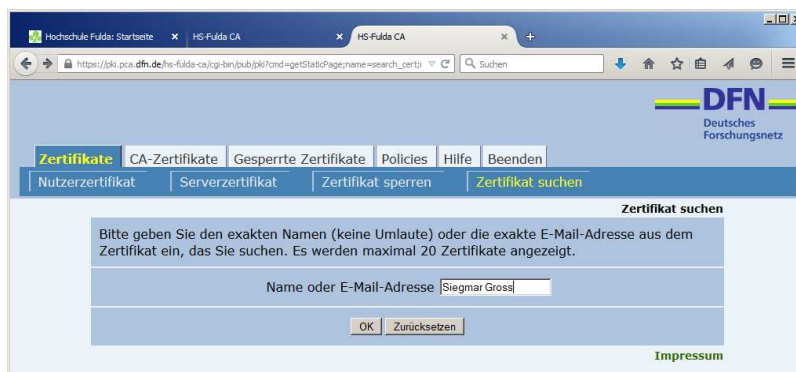 Hochschule Fulda: Startseite × HS-Fulda CA × HS-Fulda CA × +
https://pki.pca.dfn.de/hs-fulda-ca/cgi-bin/pub/pki?cmd=getStaticPage;name=search_cert;i Suchen
DFN
Deutsches
Forschungsnetz
Zertifikate CA-Zertifikate Gesperrte Zertifikate Policies Hilfe Beenden
Nutzerzertifikat Serverzertifikat Zertifikat sperren Zertifikat suchen
Zertifikat suchen
Bitte geben Sie den exakten Namen (keine Umlaute) oder die exakte E-Mail-Adresse aus dem
Zertifikat ein, das Sie suchen. Es werden maximal 20 Zertifikate angezeigt.
Name oder E-Mail-Adresse Siegmar Gross
OK Zurücksetzen
Impressum